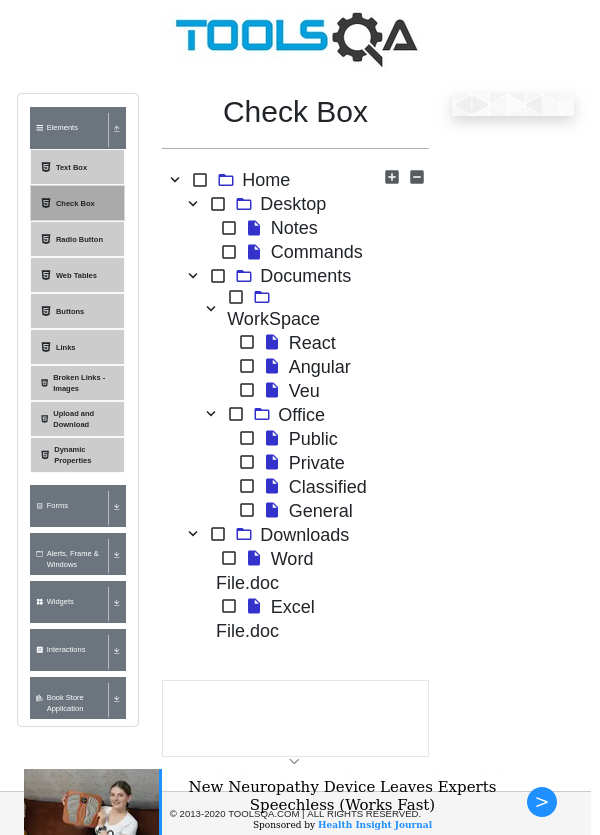 TOOLSQA
Elements
Text Box
Check Box
Radio Button
Web Tables
Buttons
Links
Broken Links -
Images
Upload and
Download
Dynamic
Properties
Forms
Alerts, Frame &
Windows
Widgets
Interactions
Book Store
Application
Check Box
Home
Desktop
Notes
Commands
Documents
WorkSpace
React
Angular
Veu
Office
Public
Private
Classified
General
Downloads
Word
File.doc
Excel
File.doc
New Neuropathy Device Leaves Experts
Speechless (Works Fast)
© 2013-2020 TOOLSQA.COM | ALL RIGHTS RESERVED.
Sponsored by Health Insight Journal